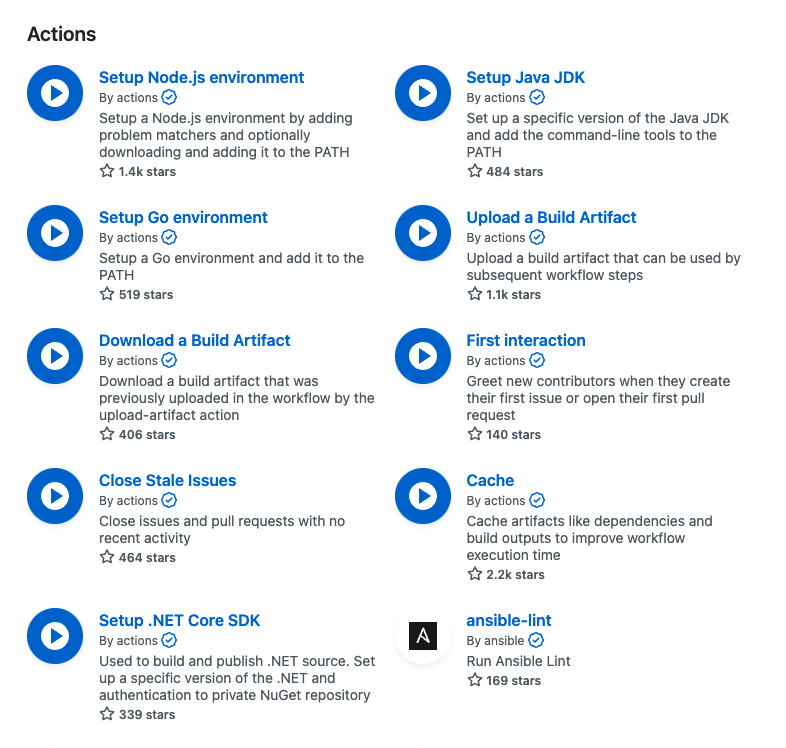 Actions
Setup Node.js environment
By actions
Setup a Node.js environment by adding
problem matchers and optionally
downloading and adding it to the PATH
1.4k stars
Setup Java JDK
By actions
Set up a specific version of the Java JDK
and add the command-line tools to the
PATH
484 stars
Setup Go environment
By actions
Setup a Go environment and add it to the
PATH
519 stars
Upload a Build Artifact
By actions
Upload a build artifact that can be used by
subsequent workflow steps
1.1k stars
Download a Build Artifact
By actions
Download a build artifact that was
previously uploaded in the workflow by the
upload-artifact action
406 stars
First interaction
By actions
Greet new contributors when they create
their first issue or open their first pull
request
140 stars
Close Stale Issues
By actions
Close issues and pull requests with no
recent activity
464 stars
Cache
By actions
Cache artifacts like dependencies and
build outputs to improve workflow
execution time
2.2k stars
Setup .NET Core SDK
By actions
Used to build and publish .NET source. Set
up a specific version of the .NET and
authentication to private NuGet repository
339 stars
A
ansible-lint
By ansible
Run Ansible Lint
169 stars